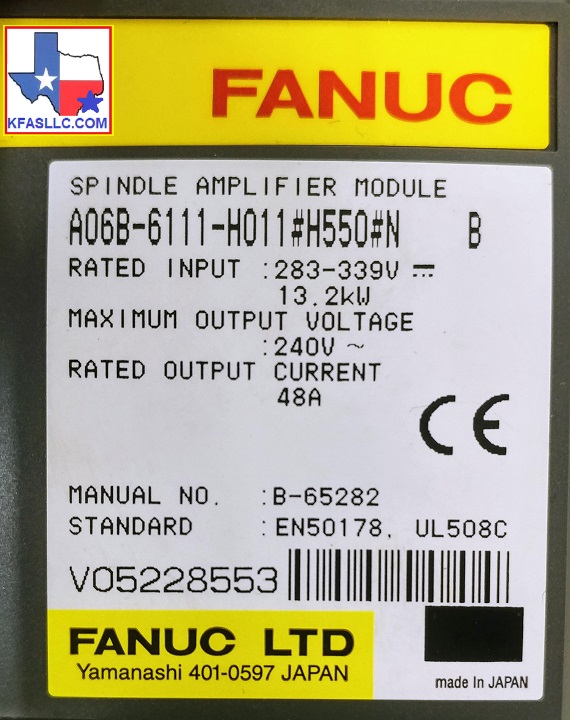 KFASLLC.COM
FANUC
SPINDLE AMPLIFIER MODULE
A06B-6111-H011#H550#N B
RATED INPUT :283-339V ⎓
13.2kW
MAXIMUM OUTPUT VOLTAGE
:240V ~
RATED OUTPUT CURRENT
48A
CE
MANUAL NO. :B-65282
STANDARD :EN50178, UL508C
V05228553
FANUC LTD
Yamanashi 401-0597 JAPAN
made In JAPAN